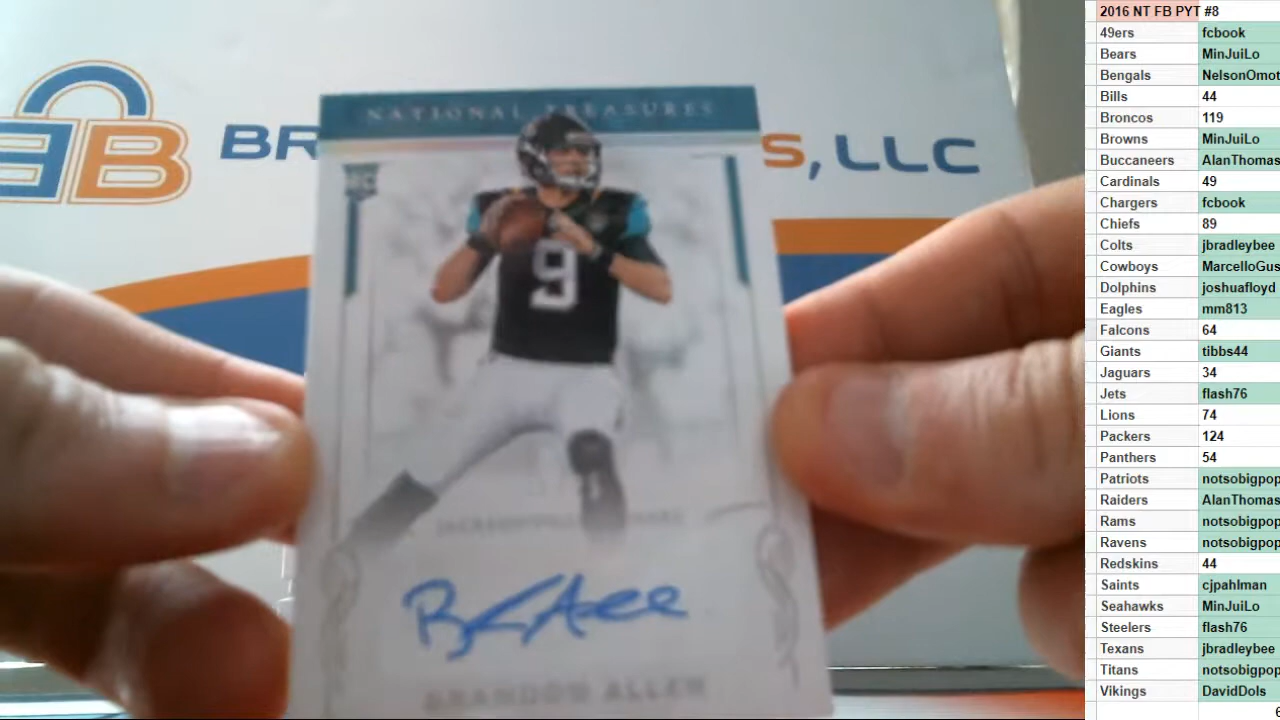 NATIONAL TREASURES
BR
S, LLC
B
RC
9
BRANDON ALLEN
2016 NT FB PYT #8
49ers fcbook
Bears MinJuiLo
Bengals NelsonOmot
Bills 44
Broncos 119
Browns MinJuiLo
Buccaneers AlanThomas
Cardinals 49
Chargers fcbook
Chiefs 89
Colts jbradleybee
Cowboys MarcelloGus
Dolphins joshuafloyd
Eagles mm813
Falcons 64
Giants tibbs44
Jaguars 34
Jets flash76
Lions 74
Packers 124
Panthers 54
Patriots notsobigpop
Raiders AlanThomas
Rams notsobigpop
Ravens notsobigpop
Redskins 44
Saints cjpahlman
Seahawks MinJuiLo
Steelers flash76
Texans jbradleybee
Titans notsobigpop
Vikings DavidDols
6